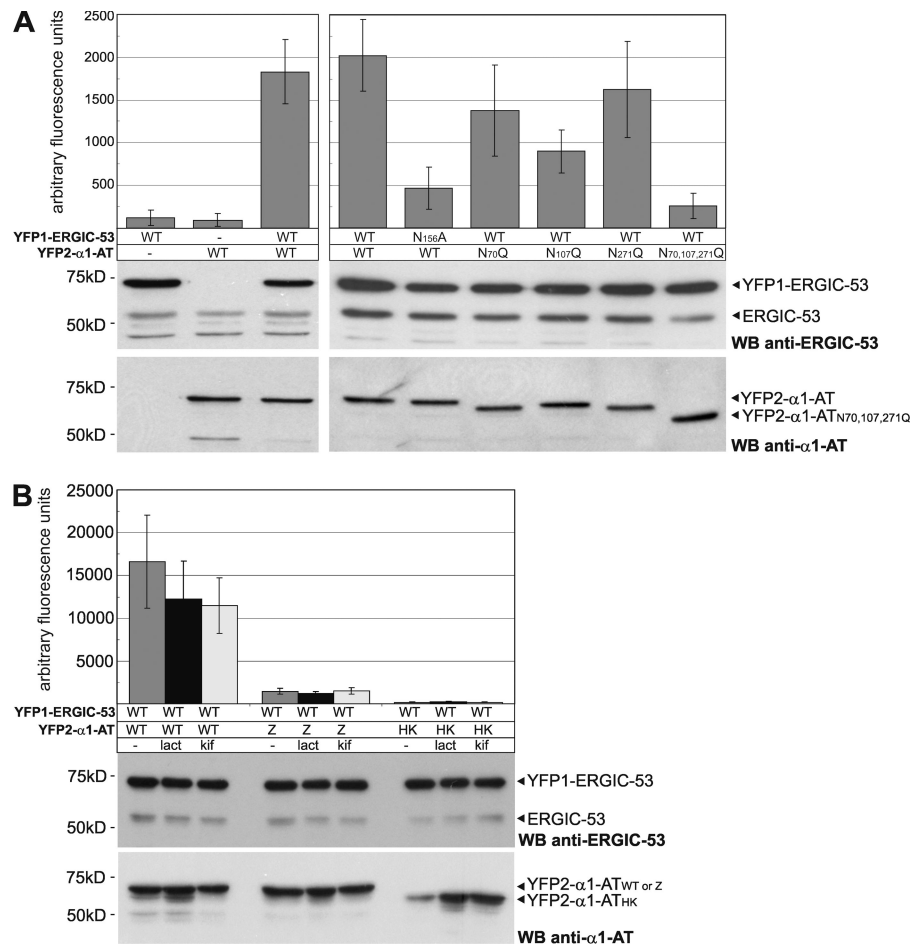 A
arbitrary fluorescence units
2500
2000
1500
1000
500
YFP1-ERGIC-53 WT - WT WT N156A WT WT WT WT
YFP2-α1-AT - WT WT WT WT N70Q N107Q N271Q N70,107,271Q
75kD -
50kD -
YFP1-ERGIC-53
ERGIC-53
WB anti-ERGIC-53
75kD -
50kD -
YFP2-α1-AT
YFP2-α1-ATN70,107,271Q
WB anti-α1-AT
B
arbitrary fluorescence units
25000
20000
15000
10000
5000
YFP1-ERGIC-53 WT WT WT WT WT WT WT WT WT
YFP2-α1-AT WT WT WT Z Z Z HK HK HK
- lact kif - lact kif - lact kif
75kD -
50kD -
YFP1-ERGIC-53
ERGIC-53
WB anti-ERGIC-53
75kD -
50kD -
YFP2-α1-ATWT or Z
YFP2-α1-ATHK
WB anti-α1-AT